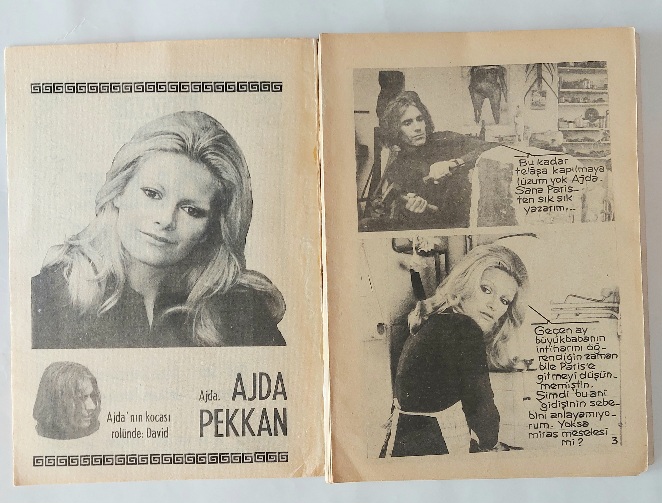 Ajda'nın kocası
rolünde: David
Ajda: AJDA
PEKKAN
Bu kadar
telâşa kapılmaya
lüzum yok Ajda.
Sana Paris-
ten sık sık
yazarım...
Geçen ay
büyükbabanın
intiharını öğ-
rendiğin zaman
bile Paris'e
gitmeyi düşün-
memiştin.
Şimdi bu ani
gidişinin sebe-
bini anlayamıyo-
rum. Yoksa
miras meselesi
mi?
3